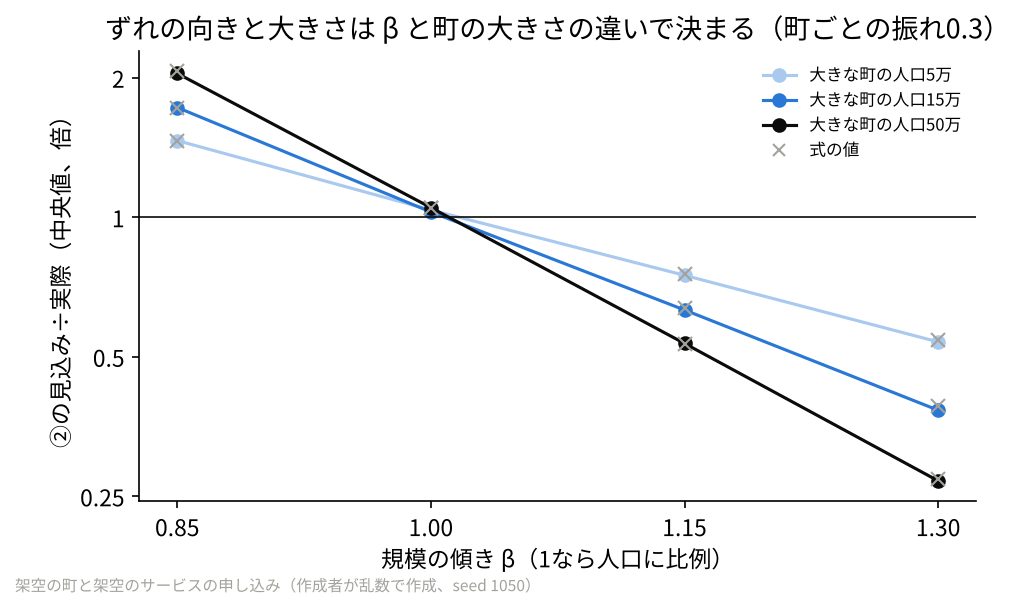 ずれの向きと大きさは β と町の大きさの違いで決まる（町ごとの振れ0.3）
大きな町の人口5万
大きな町の人口15万
大きな町の人口50万
式の値
②の見込み÷実際（中央値、倍）
2
1
0.5
0.25
0.85
1.00
1.15
1.30
規模の傾き β（1なら人口に比例）
架空の町と架空のサービスの申し込み（作成者が乱数で作成、seed 1050）